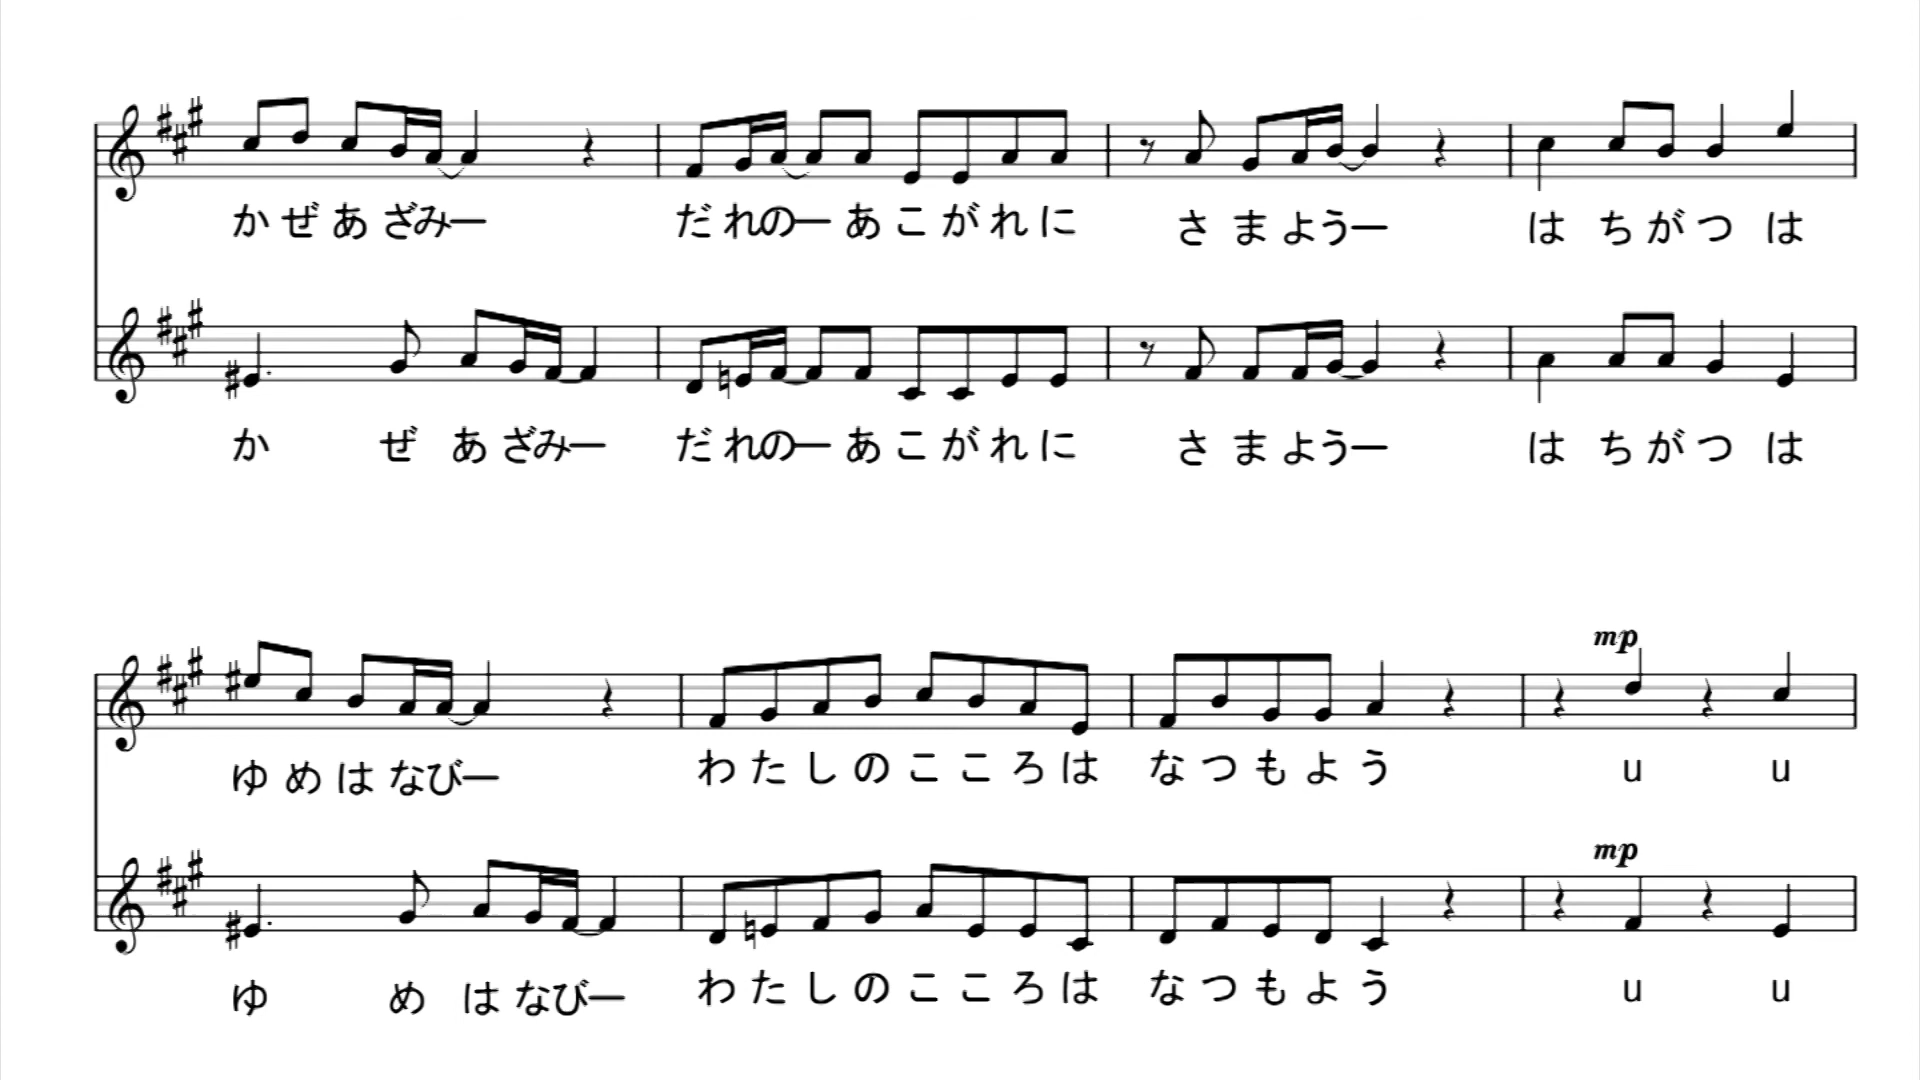 かぜあざみー だれのーあこがれに さまようー はちがつは
かぜあざみー だれのーあこがれに さまようー はちがつは
mp
ゆめはなびー わたしのこころは なつもよう u u
mp
ゆめはなびー わたしのこころは なつもよう u u